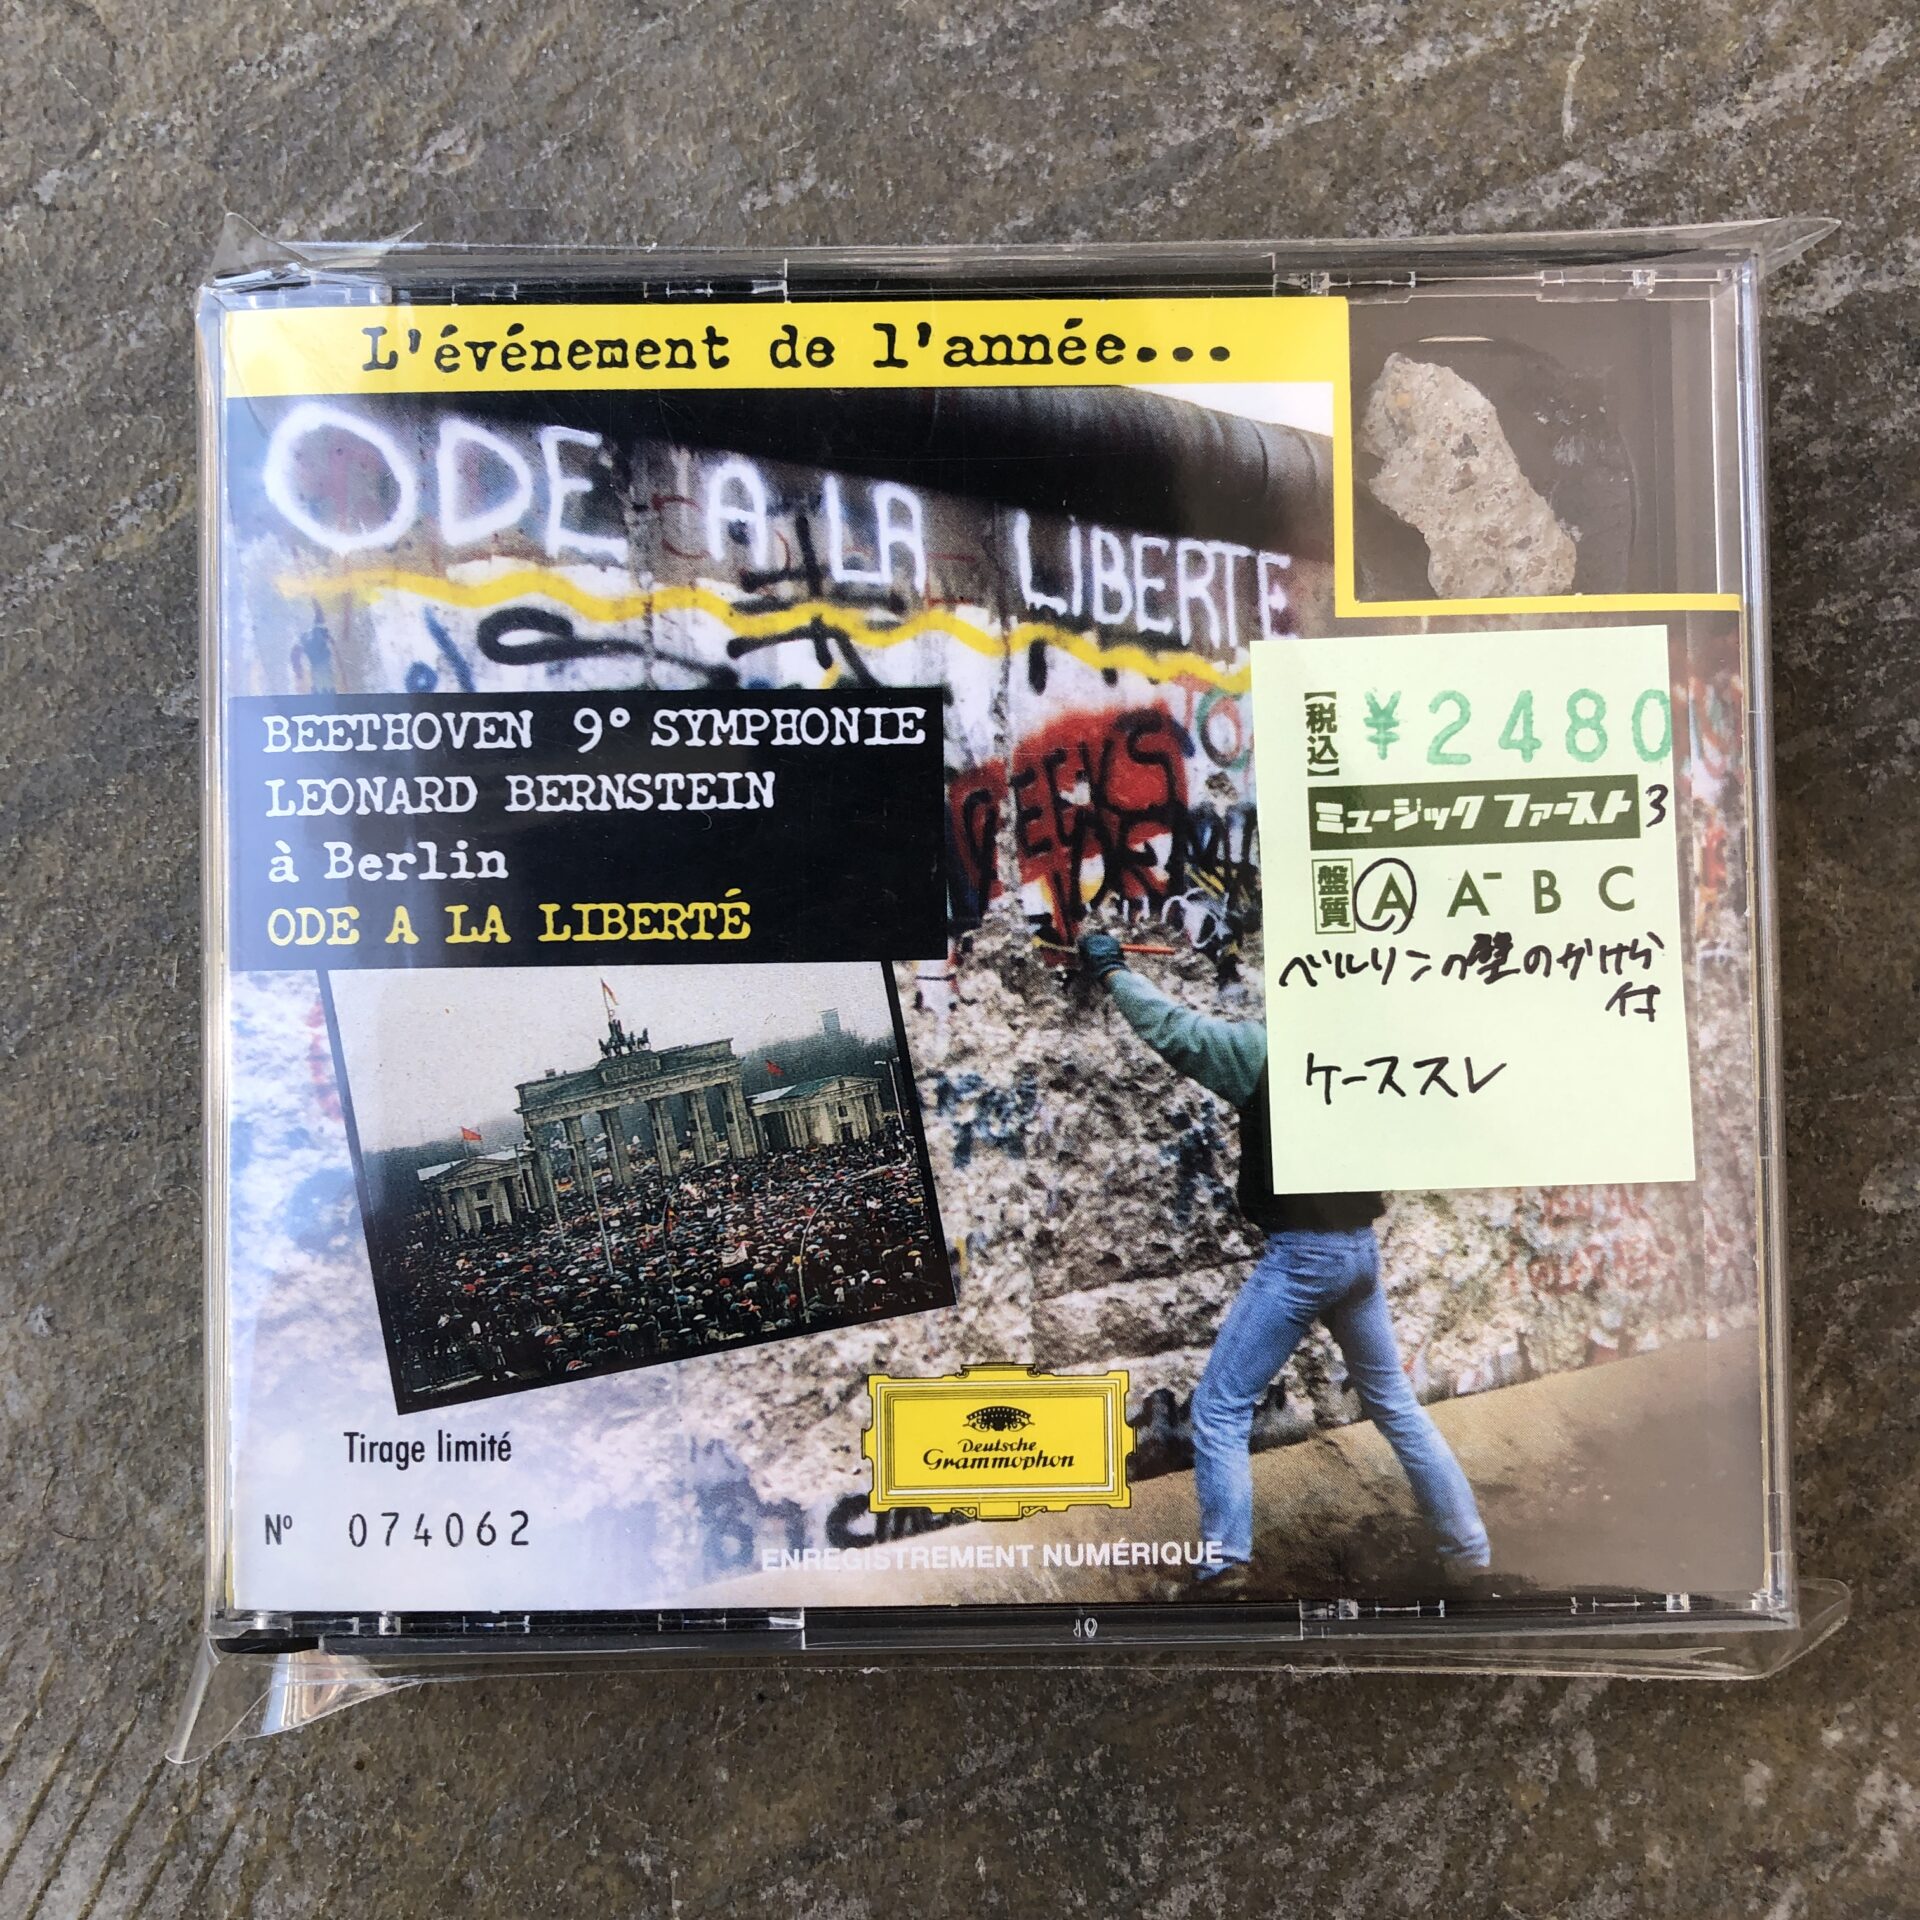 L'événement de l'année...
ODE A LA LIBERTE
BEETHOVEN 9° SYMPHONIE
LEONARD BERNSTEIN
à Berlin
ODE A LA LIBERTÉ
【税込】 ¥2480
ミュージック ファースト 3
盤質 A A⁻ B C
ベルリンの壁のかけら
付
ケーススレ
Tirage limité
Nº 074062
Deutsche
Grammophon
ENREGISTREMENT NUMÉRIQUE
10